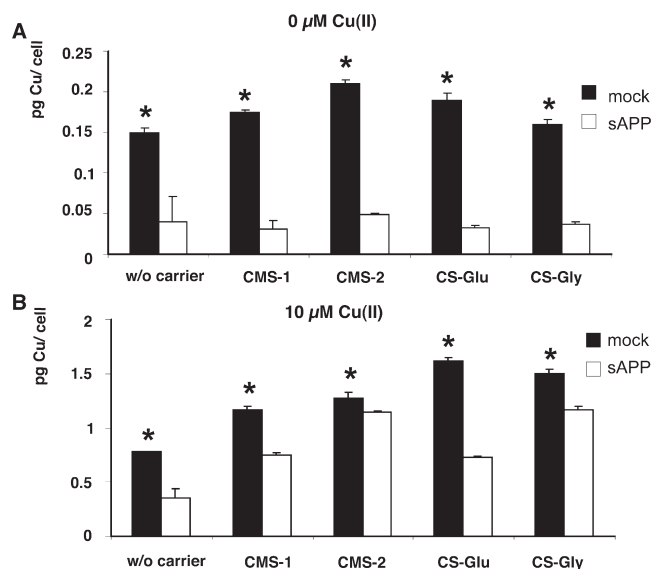 A
0 µM Cu(II)
pg Cu/ cell
0.25
0.2
0.15
0.1
0.05
0
* * * * *
mock
sAPP
w/o carrier CMS-1 CMS-2 CS-Glu CS-Gly
B
10 µM Cu(II)
pg Cu/ cell
2
1.5
1
0.5
0
* * * * *
mock
sAPP
w/o carrier CMS-1 CMS-2 CS-Glu CS-Gly